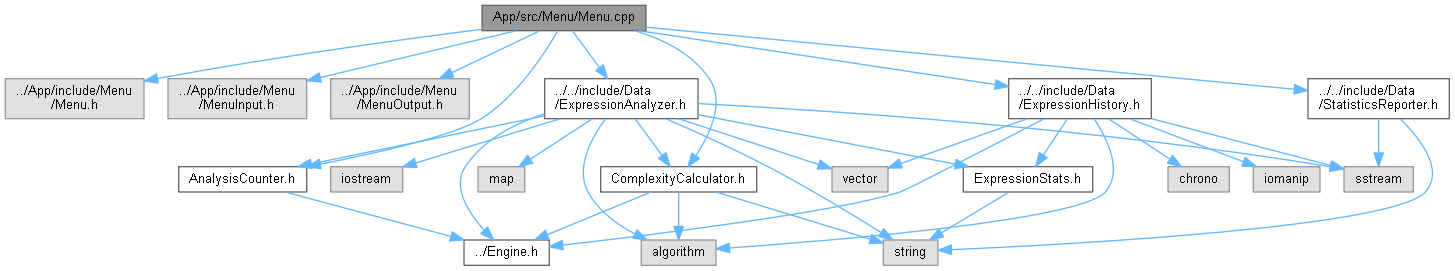 App/src/Menu/Menu.cpp
../App/include/Menu
/Menu.h
../App/include/Menu
/MenuInput.h
../App/include/Menu
/MenuOutput.h
../../include/Data
/ExpressionAnalyzer.h
../../include/Data
/ExpressionHistory.h
../../include/Data
/StatisticsReporter.h
AnalysisCounter.h
iostream
map
ComplexityCalculator.h
vector
ExpressionStats.h
chrono
iomanip
sstream
../Engine.h
algorithm
string